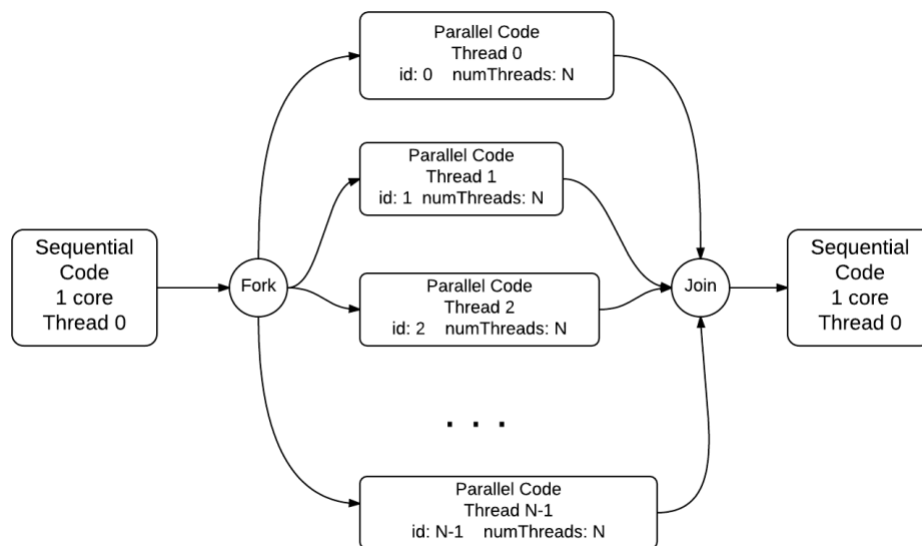 Sequential
Code
1 core
Thread 0
Fork
Parallel Code
Thread 0
id: 0 numThreads: N
Parallel Code
Thread 1
id: 1 numThreads: N
Parallel Code
Thread 2
id: 2 numThreads: N
. . .
Parallel Code
Thread N-1
id: N-1 numThreads: N
Join
Sequential
Code
1 core
Thread 0